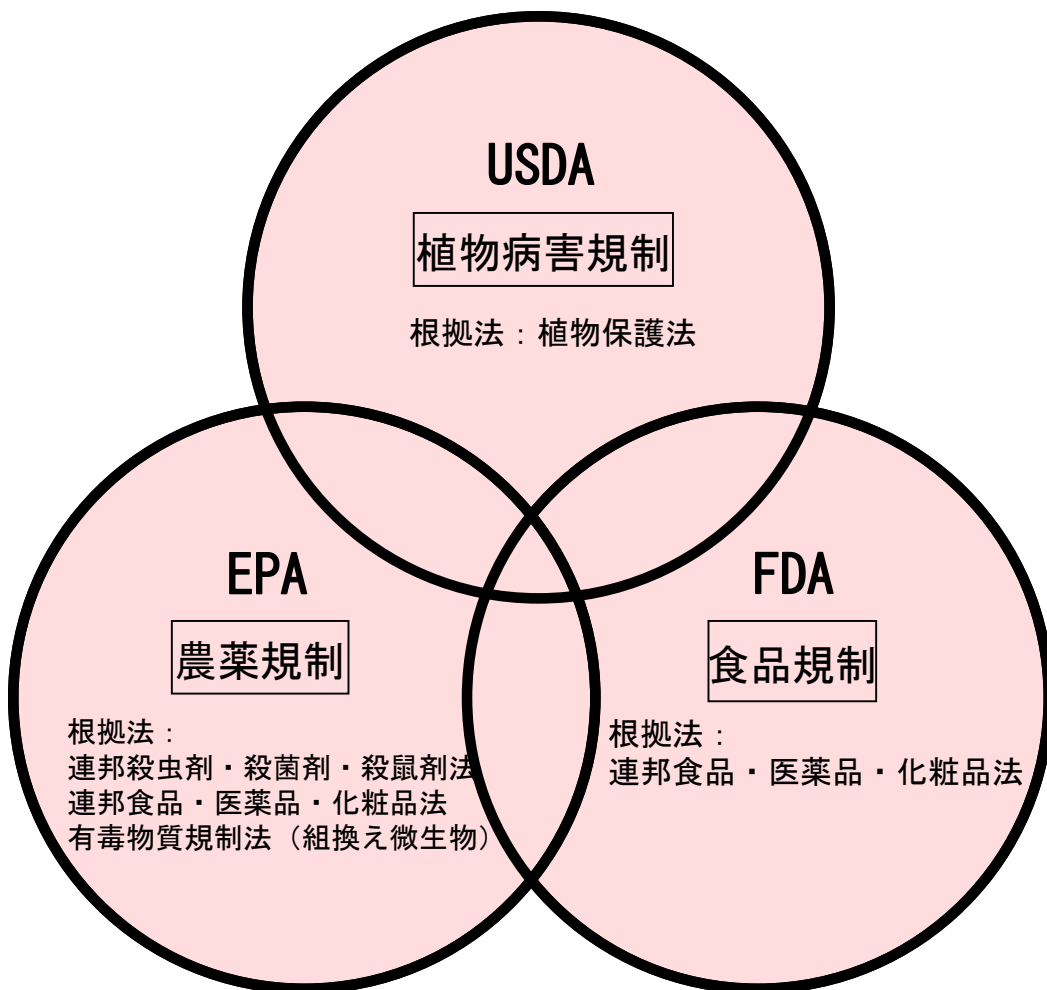 USDA
植物病害規制
根拠法：植物保護法
EPA
農薬規制
根拠法：
連邦殺虫剤・殺菌剤・殺鼠剤法
連邦食品・医薬品・化粧品法
有毒物質規制法（組換え微生物）
FDA
食品規制
根拠法：
連邦食品・医薬品・化粧品法